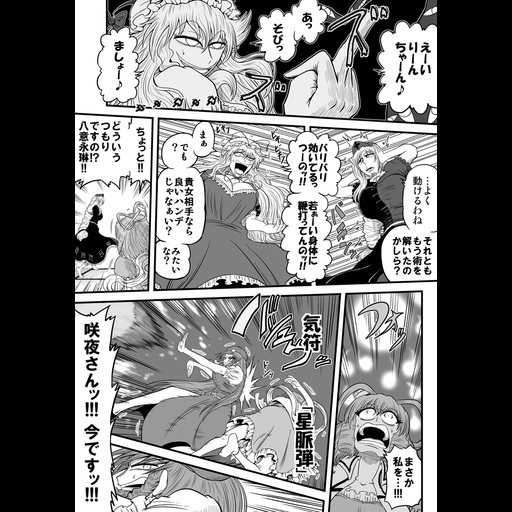 えーい
りーん
ちゃーん♪
あっ
そびっ
ましょー♪
ズ
ズズ
…よく
動けるわね
それとも
もう術を
解いたの
かしら?
バリバリ
効いてるっ
つーのッ!!
若ぁーい身体に
鞭打ってんのッ!!
まぁ
でも
?
貴女相手なら
良いハンデ
じゃなぁい?
みたい
な?
ちょっと!!
どういう
つもり
ですの!?
八意永琳!!
まさか
私を…!!!
気符
「星脈弾」
咲夜さんッ!!!
今ですッ!!!